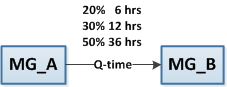 20% 6 hrs
30% 12 hrs
50% 36 hrs
MG_A
Q-time
MG_B